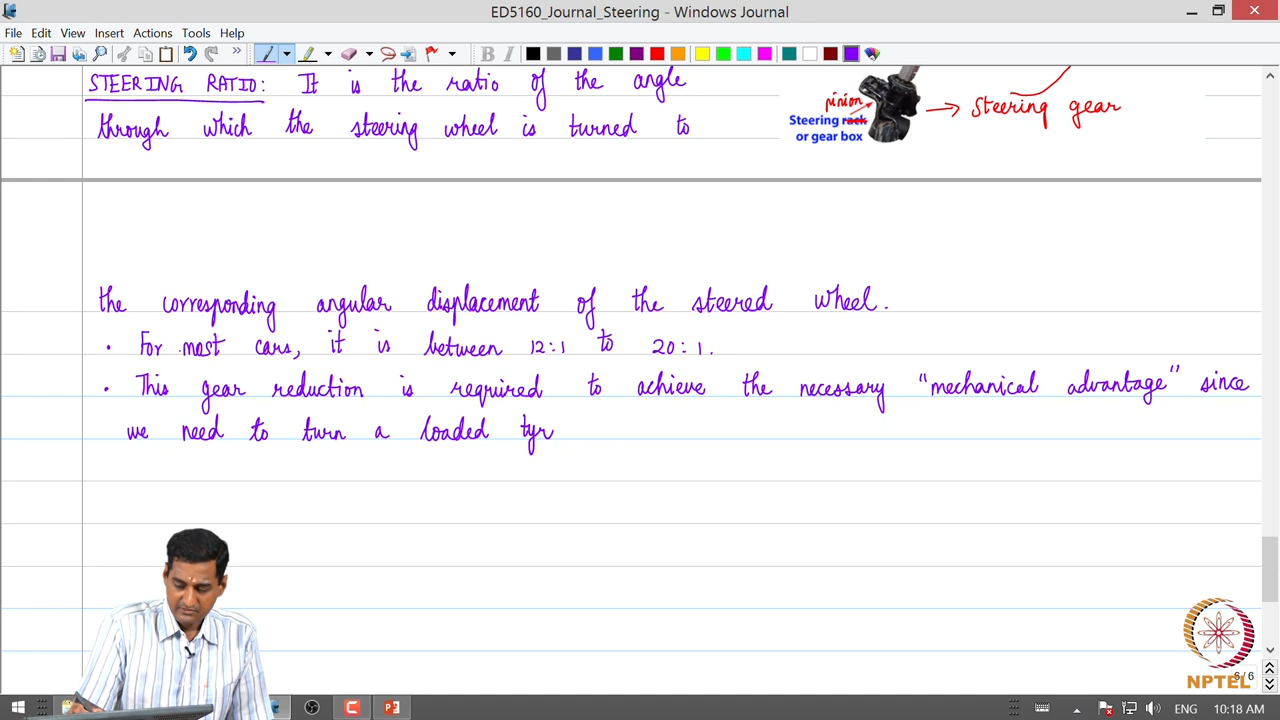 ED5160_Journal_Steering - Windows Journal
File Edit View Insert Actions Tools Help
STEERING RATIO: It is the ratio of the angle
through which the steering wheel is turned to
pinion
Steering rack
or gear box
Steering gear
the corresponding angular displacement of the steered wheel.
• For most cars, it is between 12:1 to 20:1.
• This gear reduction is required to achieve the necessary "mechanical advantage" since
we need to turn a loaded tyr
NPTEL
6/6
ENG 10:18 AM